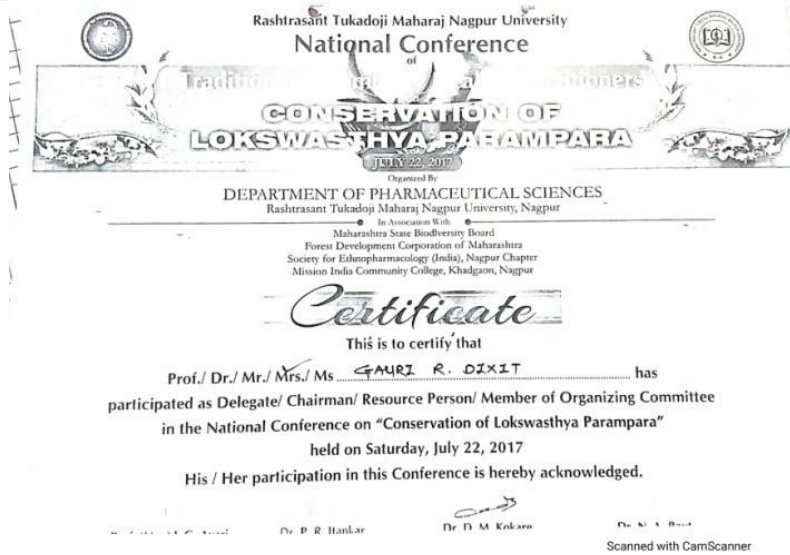 Rashtrasant Tukadoji Maharaj Nagpur University
National Conference
of
CONSERVATION OF
LOKSWASTHYA PARAMPARA
JULY 22, 2017
Organized By
DEPARTMENT OF PHARMACEUTICAL SCIENCES
Rashtrasant Tukadoji Maharaj Nagpur University, Nagpur
In Association With
Maharashtra State Biodiversity Board
Forest Development Corporation of Maharashtra
Society for Ethnopharmacology (India), Nagpur Chapter
Mission India Community College, Khadgaon, Nagpur
Certificate
This is to certify that
Prof./ Dr./ Mr./ Mrs./ Ms GAURI R. DIXIT has
participated as Delegate/ Chairman/ Resource Person/ Member of Organizing Committee
in the National Conference on “Conservation of Lokswasthya Parampara”
held on Saturday, July 22, 2017
His / Her participation in this Conference is hereby acknowledged.
Dr. P. R. Itankar Dr. D. M. Kokare
Scanned with CamScanner